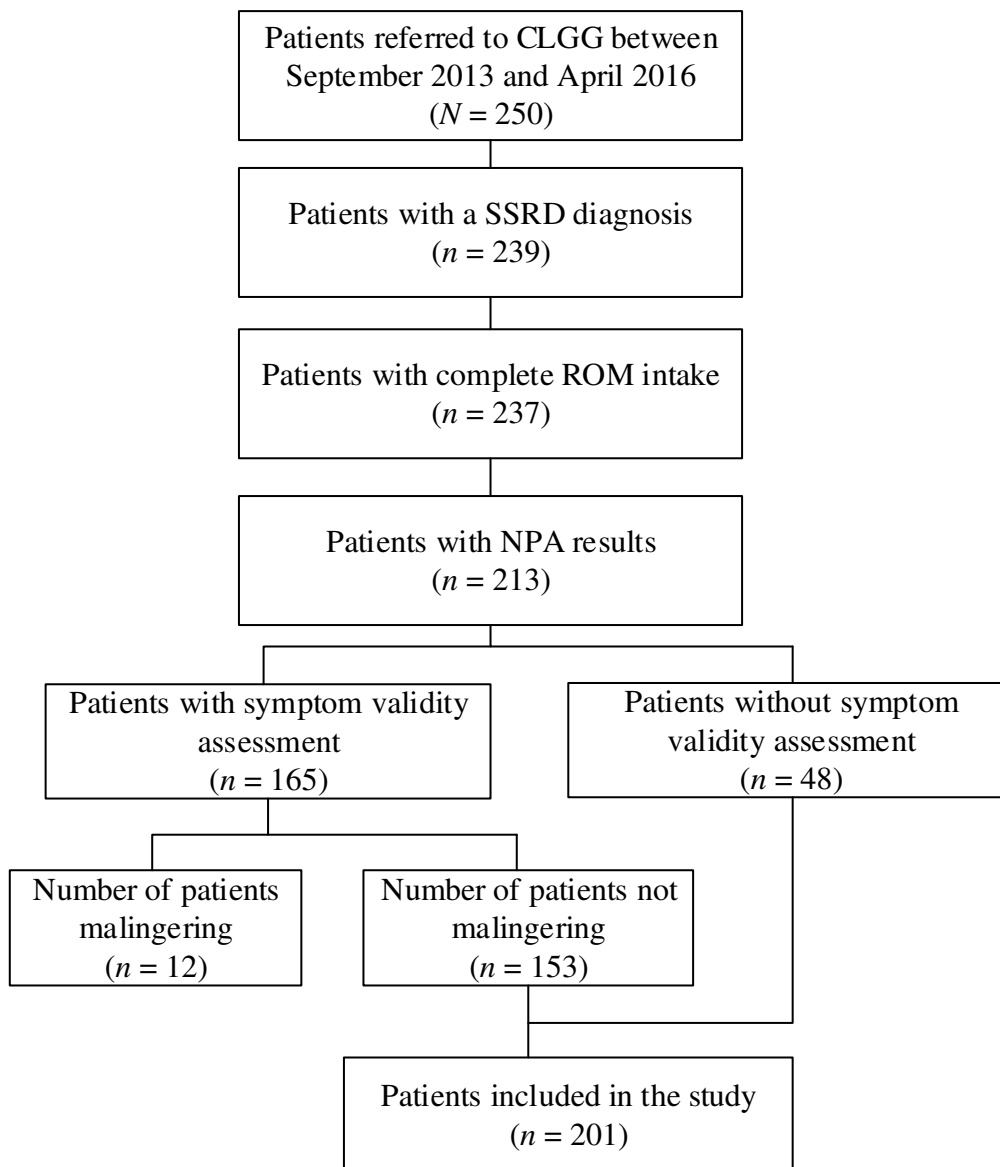 Patients referred to CLGG between
September 2013 and April 2016
(N = 250)
Patients with a SSRD diagnosis
(n = 239)
Patients with complete ROM intake
(n = 237)
Patients with NPA results
(n = 213)
Patients with symptom validity
assessment
(n = 165)
Patients without symptom
validity assessment
(n = 48)
Number of patients
malingering
(n = 12)
Number of patients not
malingering
(n = 153)
Patients included in the study
(n = 201)